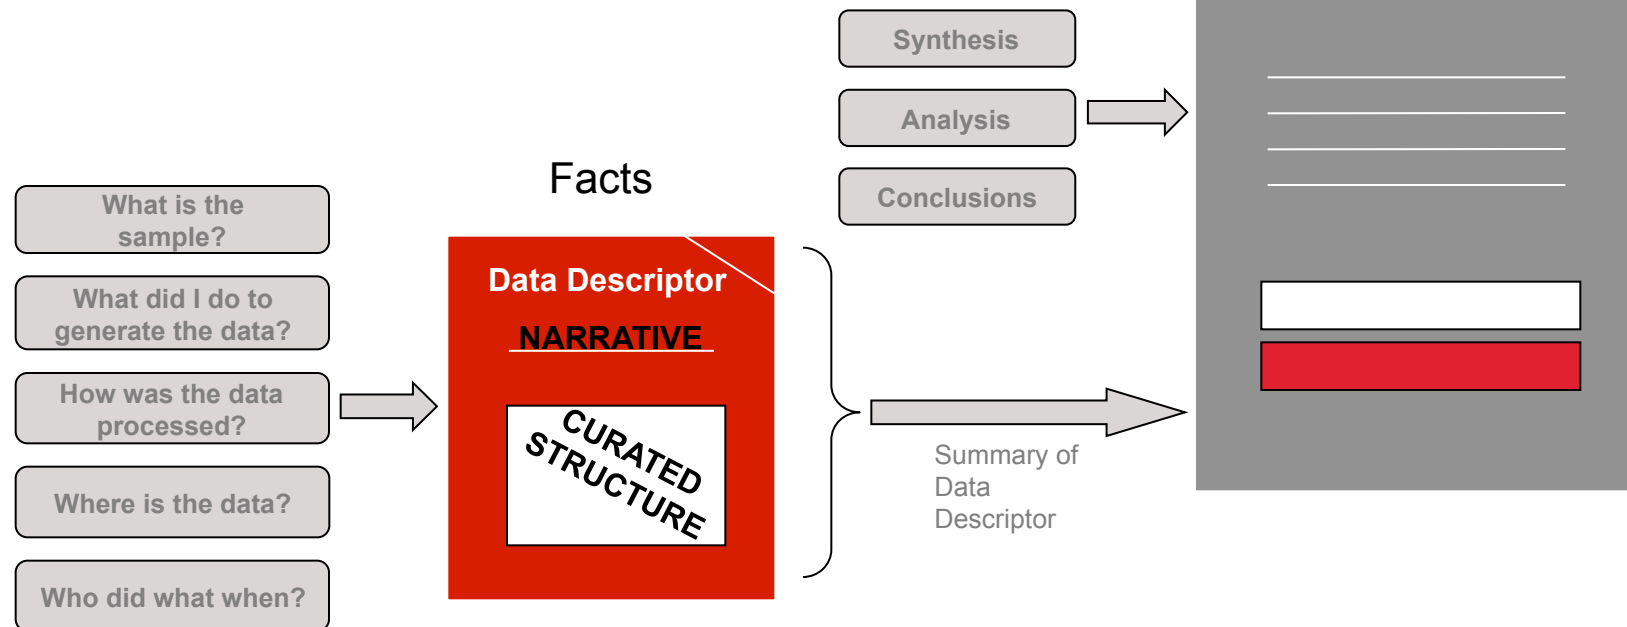 What is the
sample?
What did I do to
generate the data?
How was the data
processed?
Where is the data?
Who did what when?
Facts
Data Descriptor
NARRATIVE
CURATED
STRUCTURE
Synthesis
Analysis
Conclusions
Summary of
Data
Descriptor